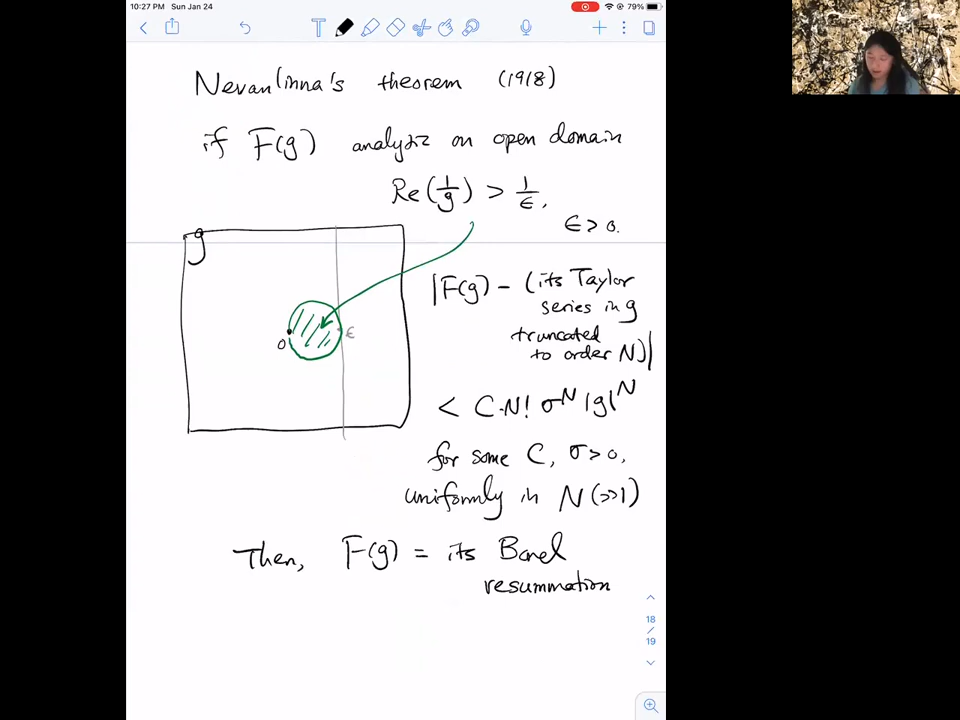 10:27 PM Sun Jan 24
79%
Nevanlinna's theorem (1918)
if F(g) analytic on open domain
Re(1/g) > 1/ε,
ε > 0.
g
0
ε
|F(g) - (its Taylor
series in g
truncated
to order N)|
< C·N! σ^N |g|^N
for some C, σ>0,
uniformly in N (>>1)
Then, F(g) = its Borel
resummation
18
/
19